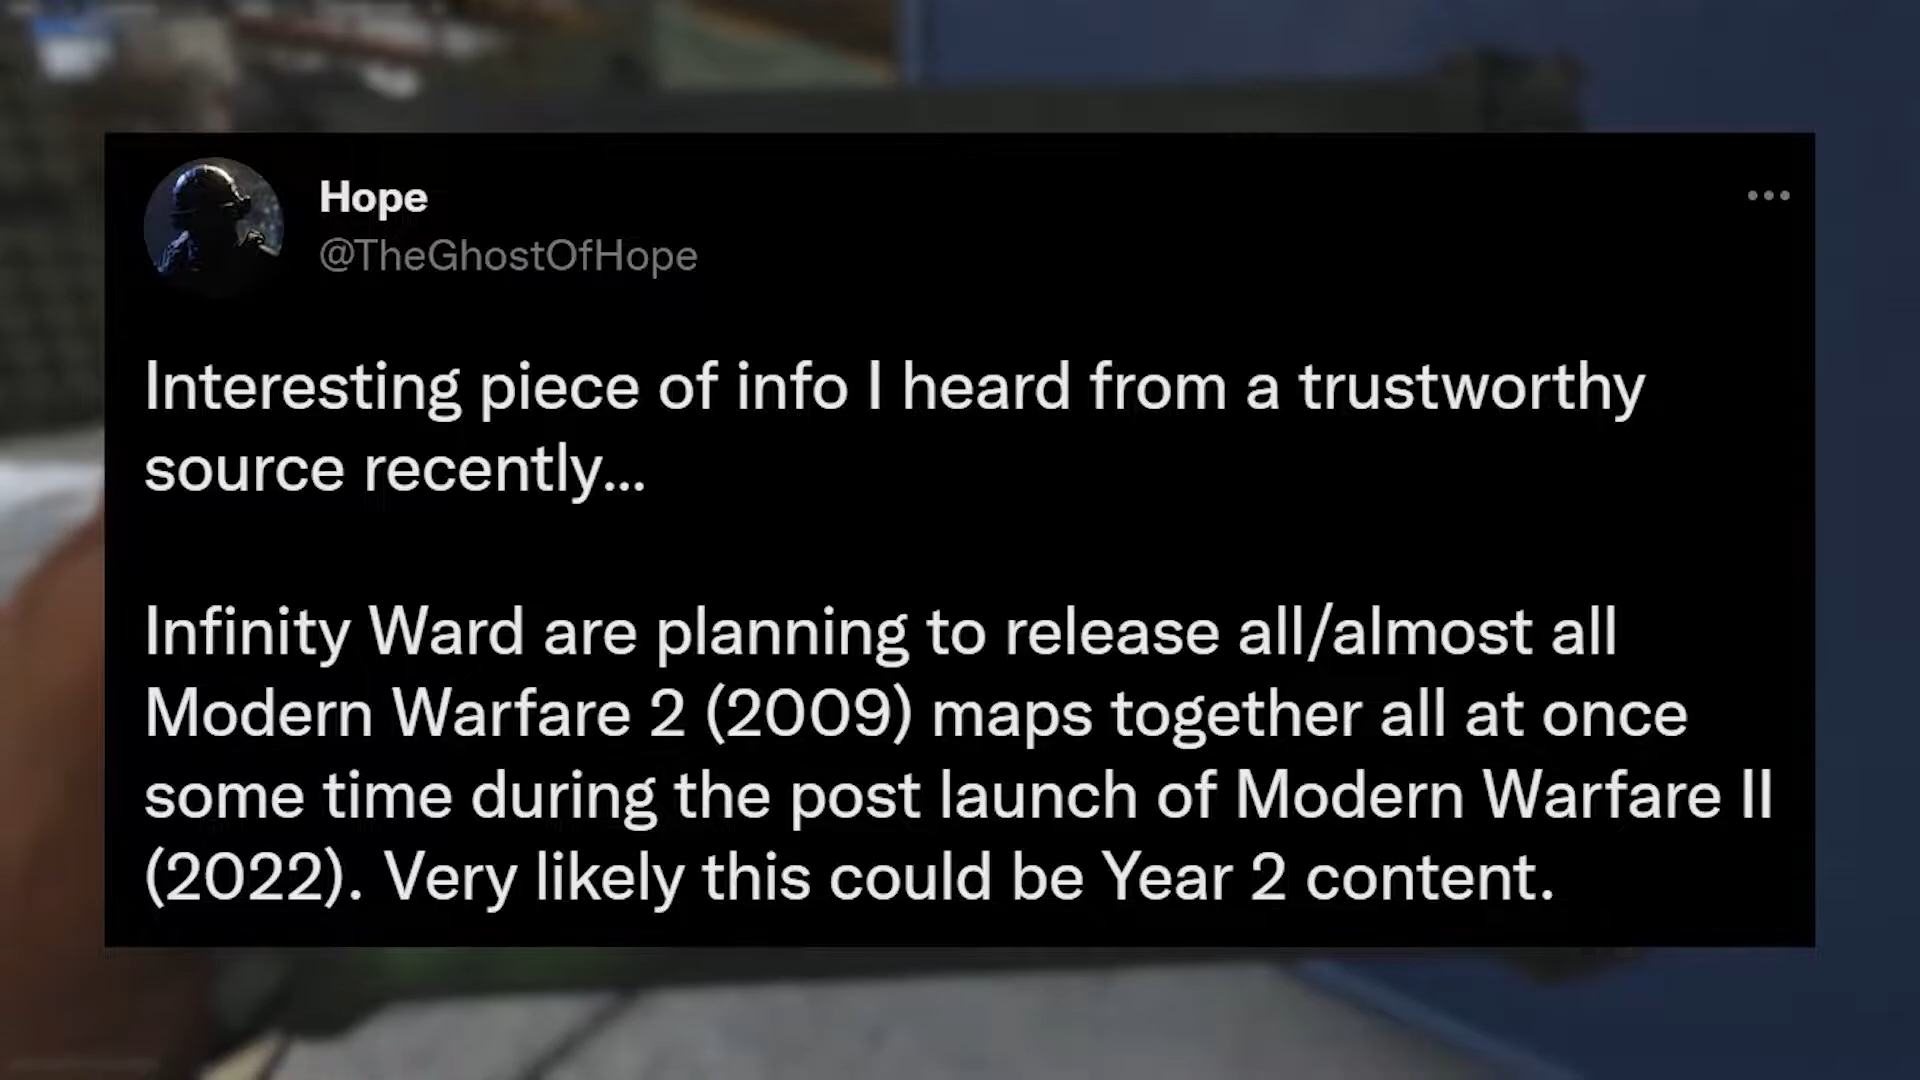 Hope
@TheGhostOfHope
Interesting piece of info I heard from a trustworthy
source recently...
Infinity Ward are planning to release all/almost all
Modern Warfare 2 (2009) maps together all at once
some time during the post launch of Modern Warfare II
(2022). Very likely this could be Year 2 content.